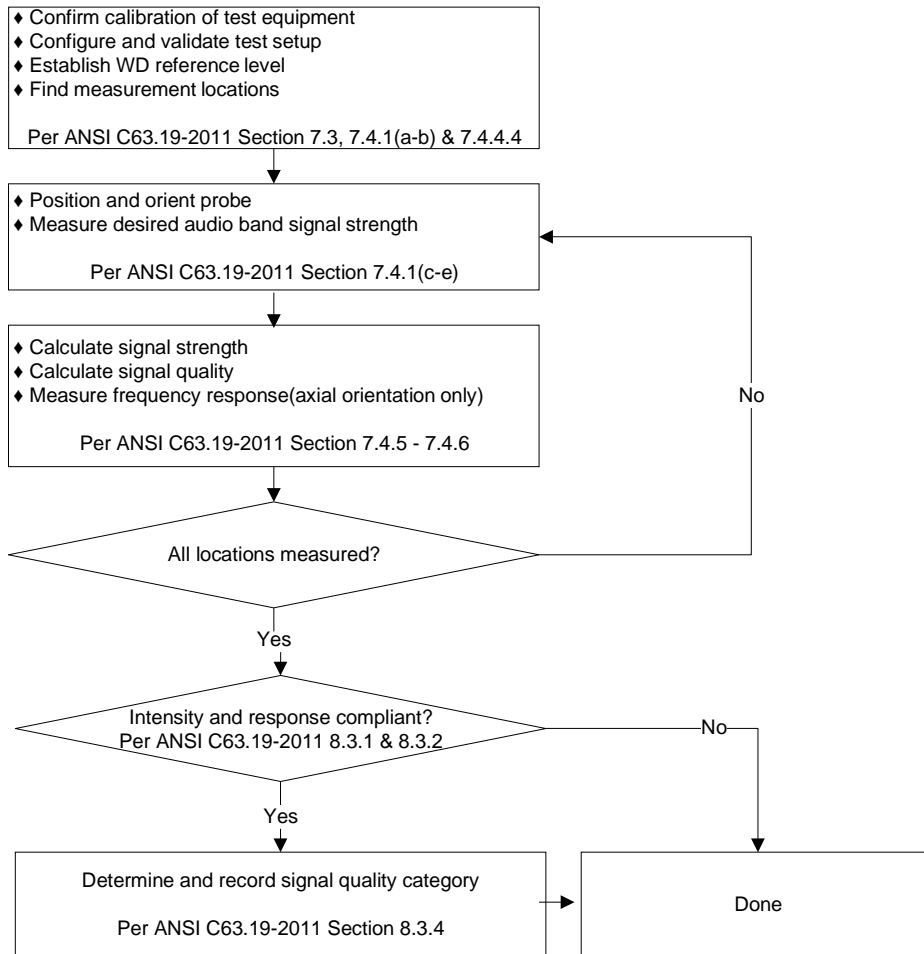 ♦ Confirm calibration of test equipment
♦ Configure and validate test setup
♦ Establish WD reference level
♦ Find measurement locations
Per ANSI C63.19-2011 Section 7.3, 7.4.1(a-b) & 7.4.4.4
♦ Position and orient probe
♦ Measure desired audio band signal strength
Per ANSI C63.19-2011 Section 7.4.1(c-e)
♦ Calculate signal strength
♦ Calculate signal quality
♦ Measure frequency response(axial orientation only)
Per ANSI C63.19-2011 Section 7.4.5 - 7.4.6
No
All locations measured?
Yes
Intensity and response compliant?
Per ANSI C63.19-2011 8.3.1 & 8.3.2
No
Yes
Determine and record signal quality category
Per ANSI C63.19-2011 Section 8.3.4
Done